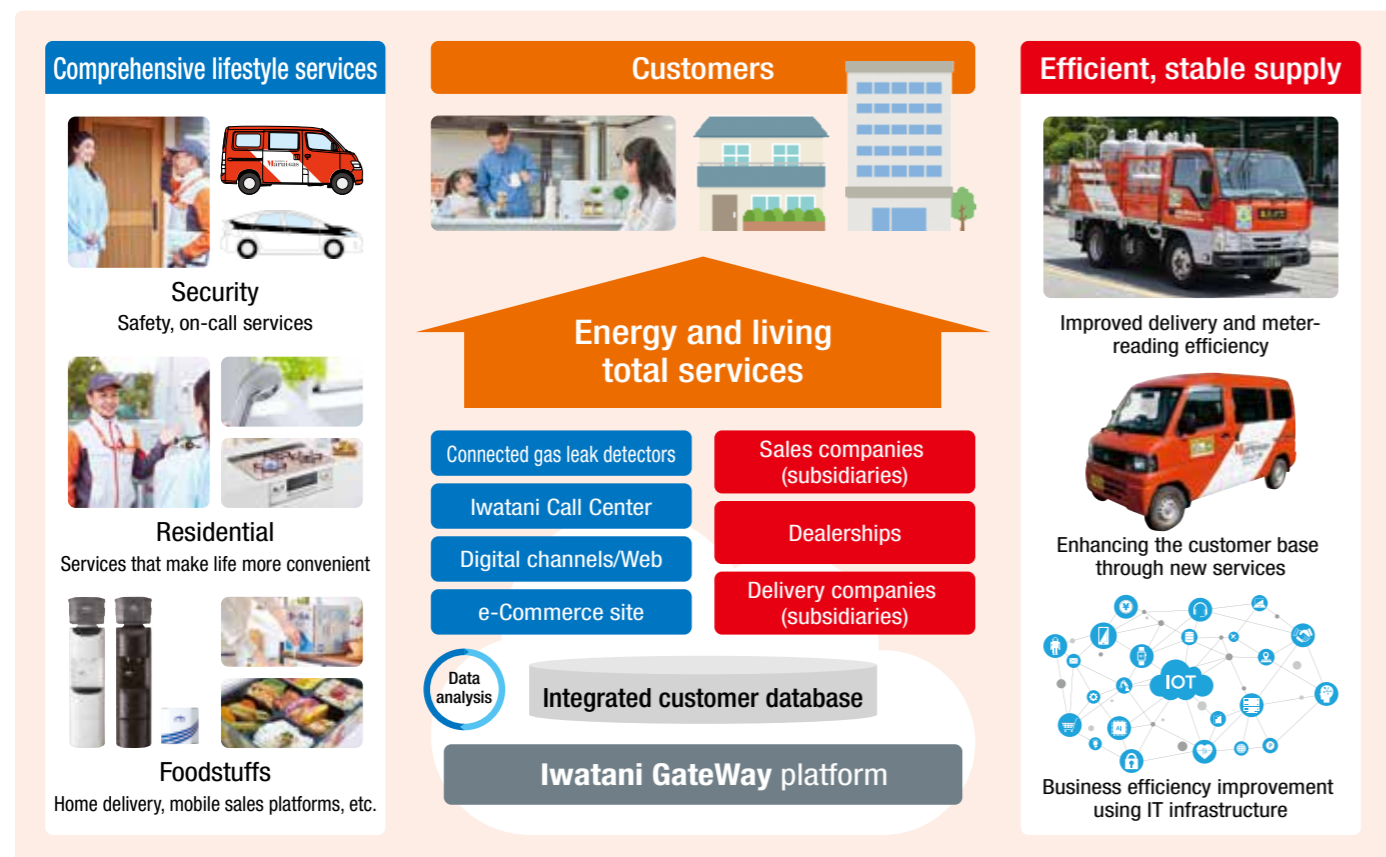 Comprehensive lifestyle services
Marui gas
Security
Safety, on-call services
Residential
Services that make life more convenient
Foodstuffs
Home delivery, mobile sales platforms, etc.
Customers
Energy and living
total services
Connected gas leak detectors
Iwatani Call Center
Digital channels/Web
e-Commerce site
Sales companies
(subsidiaries)
Dealerships
Delivery companies
(subsidiaries)
Data
analysis
Integrated customer database
Iwatani GateWay platform
Efficient, stable supply
Improved delivery and meter-
reading efficiency
Enhancing the customer base
through new services
IOT
Business efficiency improvement
using IT infrastructure